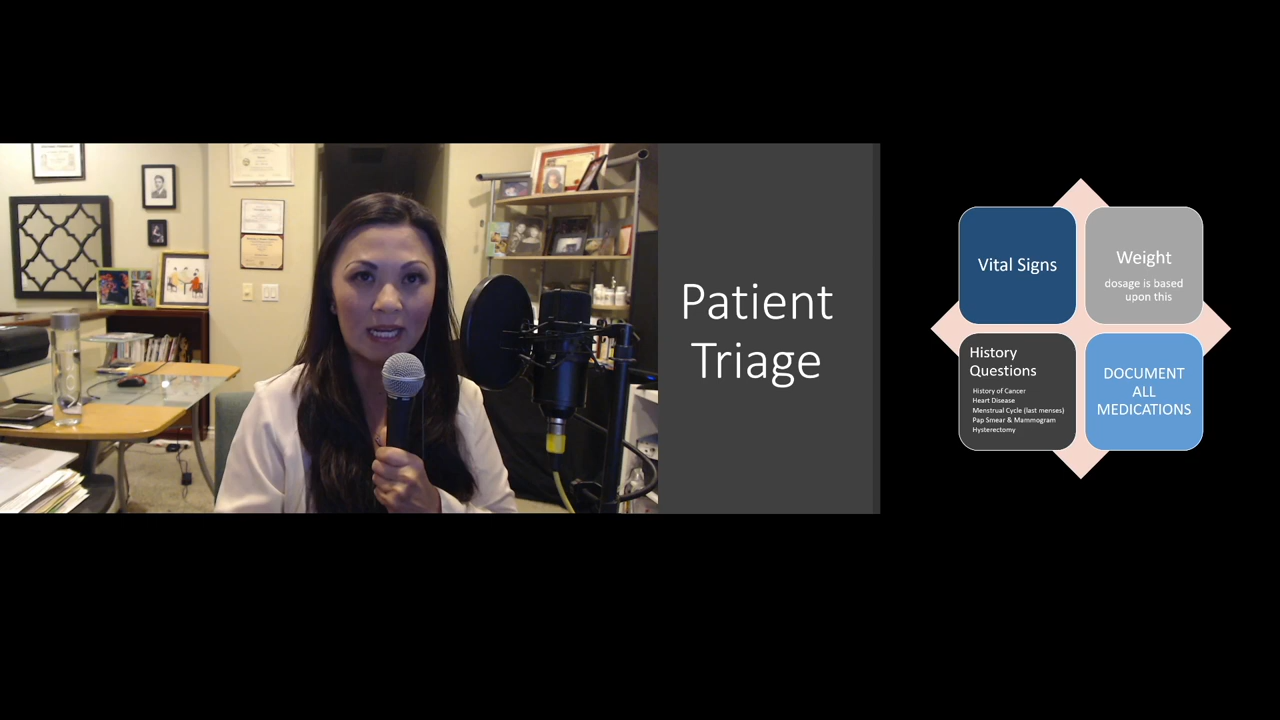 Patient
Triage
Vital Signs
Weight
dosage is based
upon this
History
Questions
History of Cancer
Heart Disease
Menstrual Cycle (last menses)
Pap Smear & Mammogram
Hysterectomy
DOCUMENT
ALL
MEDICATIONS